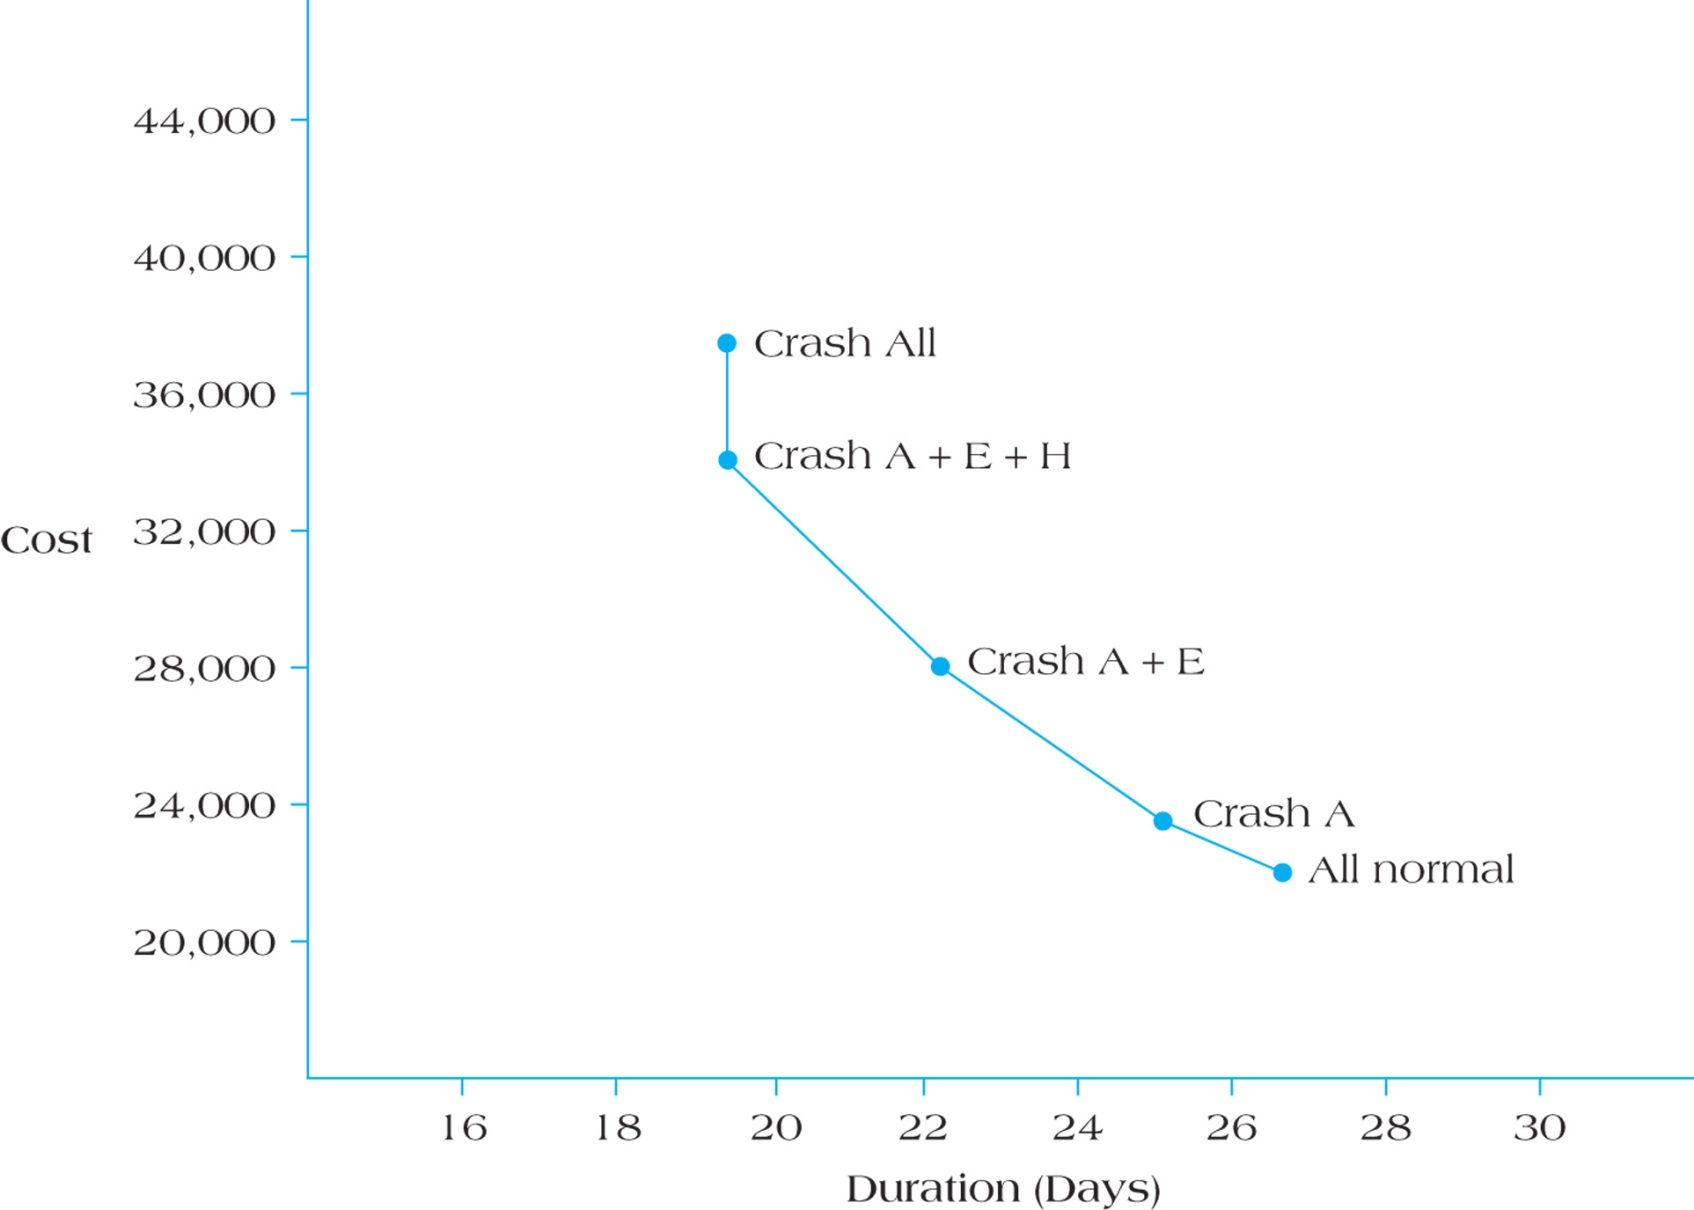 44,000
40,000
Crash All
36,000
Crash A + E + H
Cost
32,000
28,000
Crash A + E
24,000
Crash A
All normal
20,000
16 18 20 22 24 26 28 30
Duration (Days)